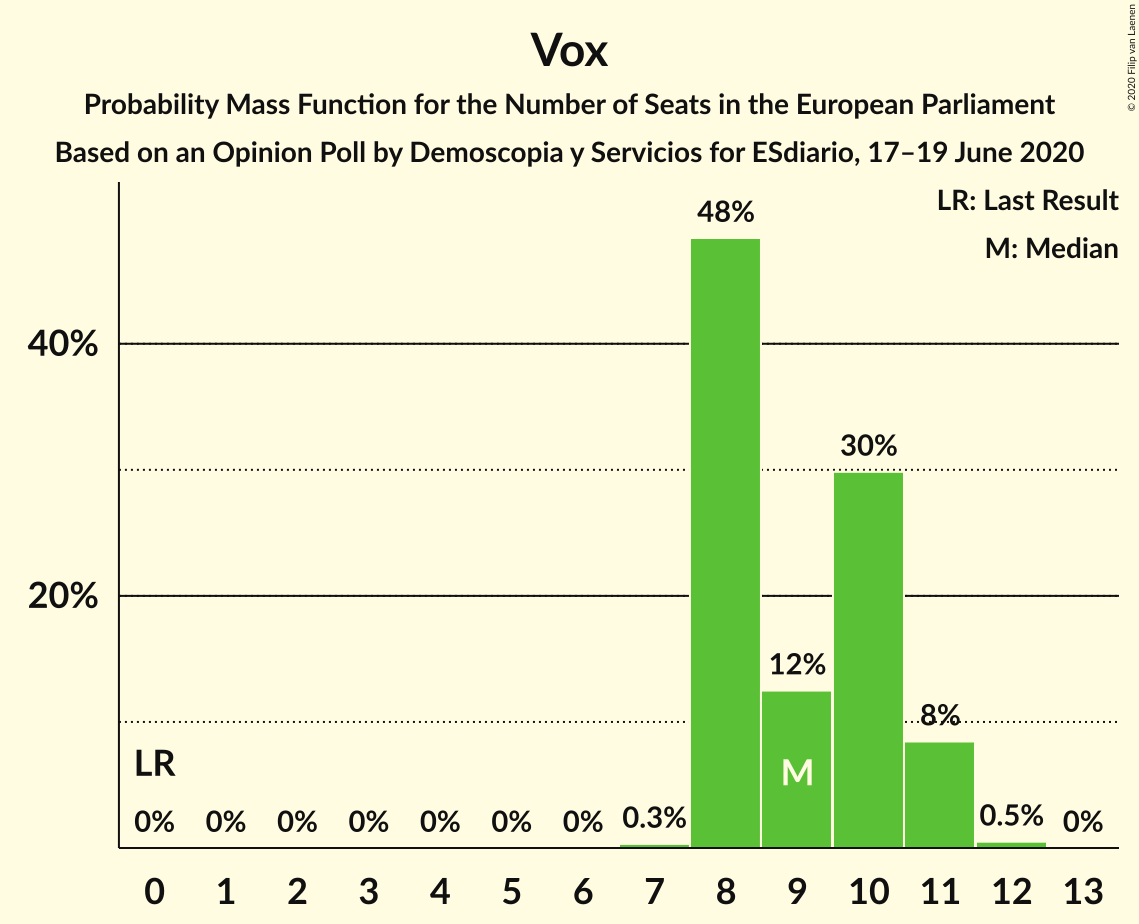 Vox
Probability Mass Function for the Number of Seats in the European Parliament
Based on an Opinion Poll by Demoscopia y Servicios for ESdiario, 17–19 June 2020
© 2020 Filip van Laenen
LR: Last Result
M: Median
48%
40%
30%
20%
12%
8%
LR
M
0% 0% 0% 0% 0% 0% 0% 0.3% 0.5% 0%
0 1 2 3 4 5 6 7 8 9 10 11 12 13